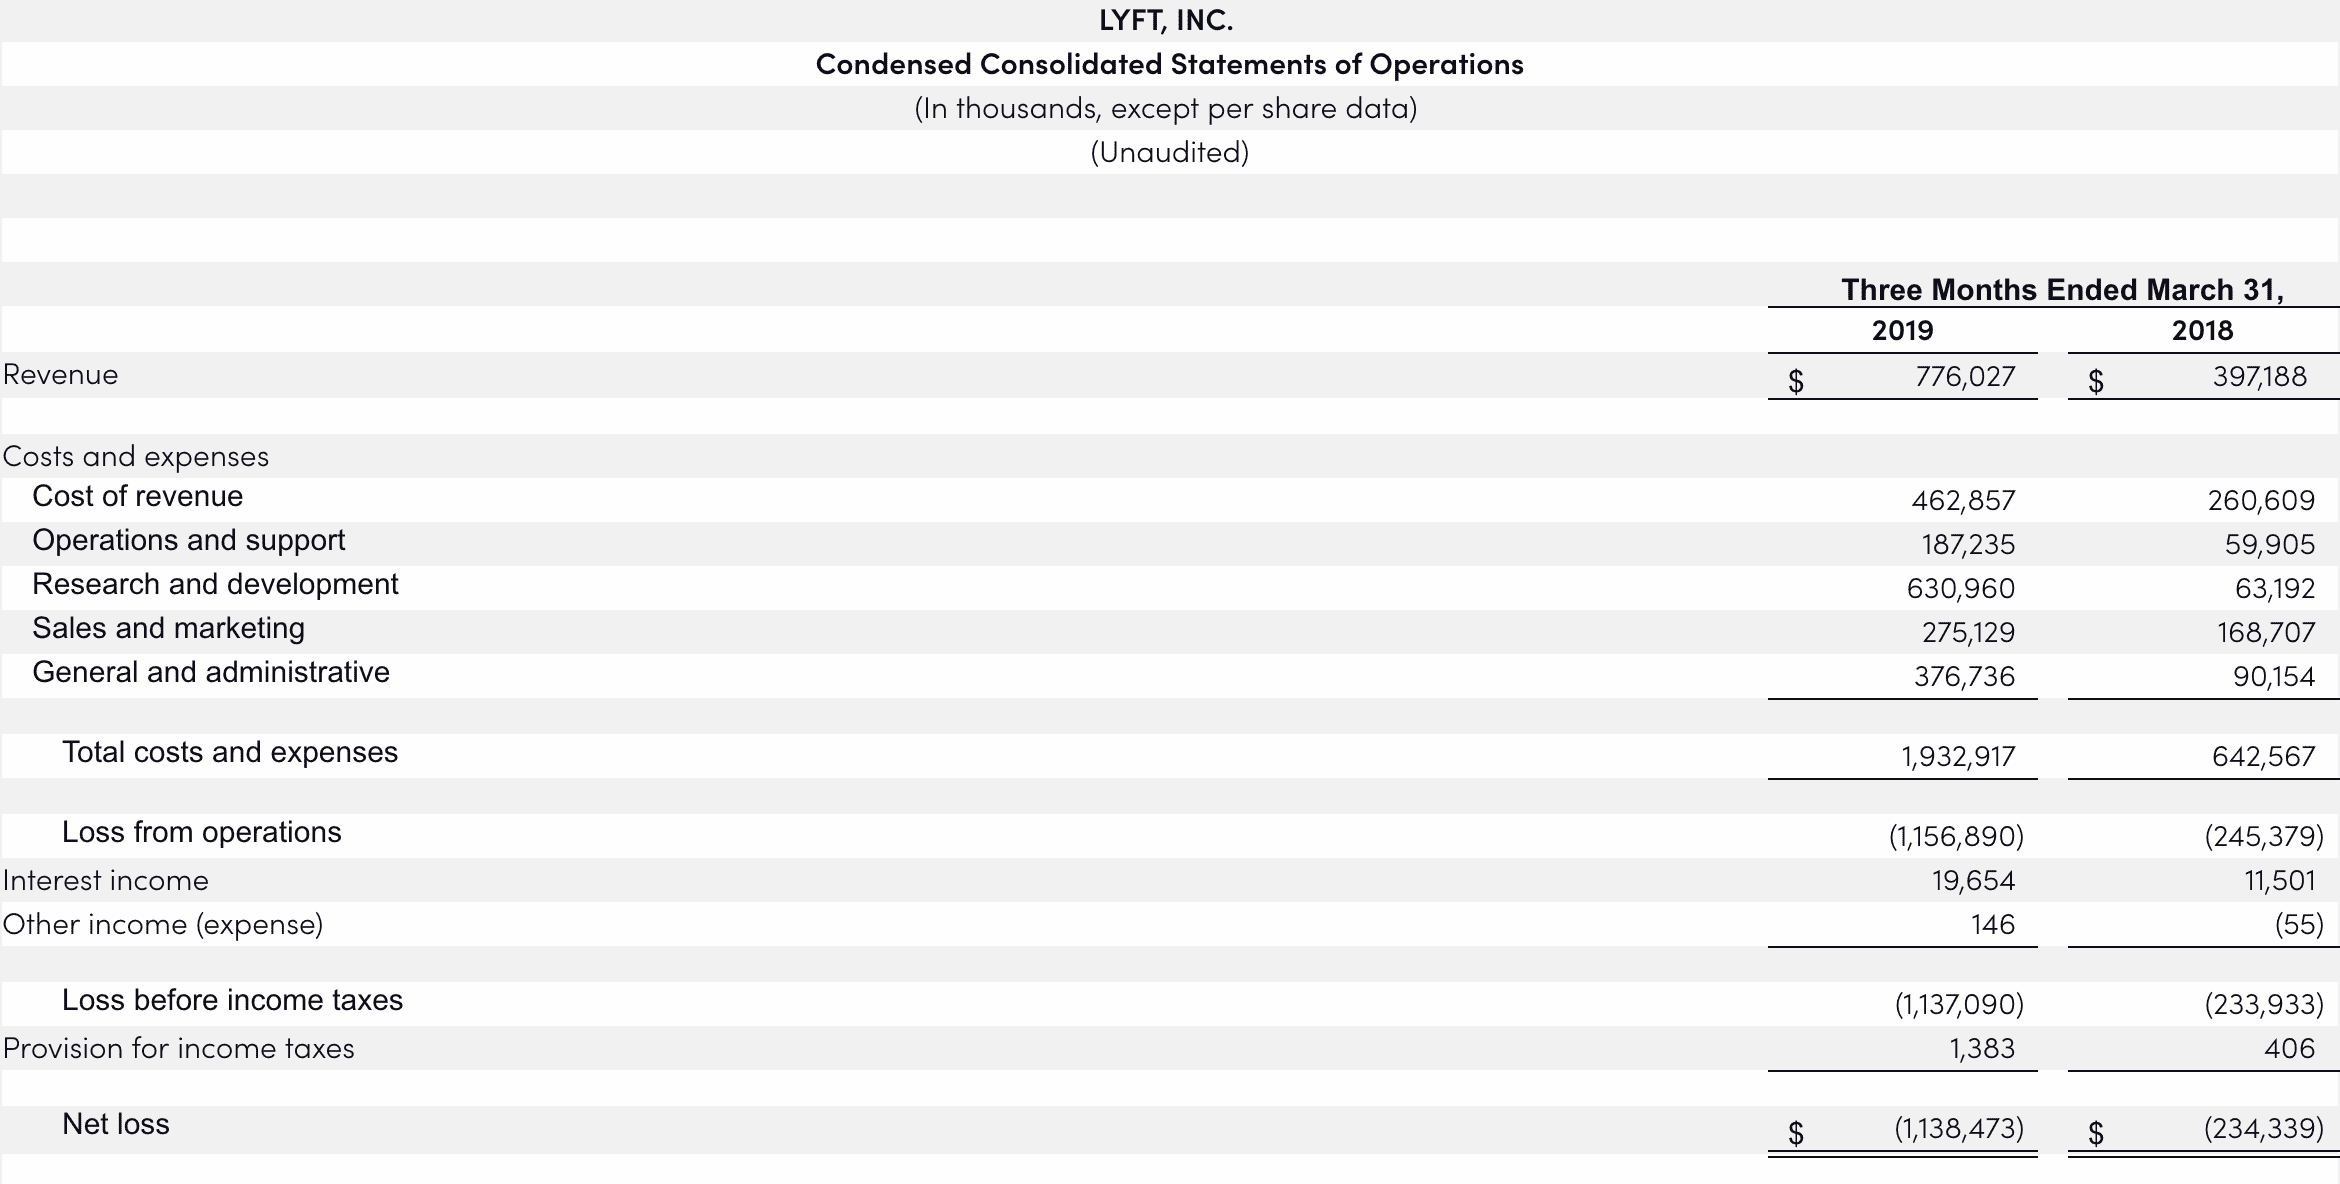 LYFT, INC.
Condensed Consolidated Statements of Operations
(In thousands, except per share data)
(Unaudited)
Three Months Ended March 31,
2019 2018
Revenue $ 776,027 $ 397,188
Costs and expenses
Cost of revenue 462,857 260,609
Operations and support 187,235 59,905
Research and development 630,960 63,192
Sales and marketing 275,129 168,707
General and administrative 376,736 90,154
Total costs and expenses 1,932,917 642,567
Loss from operations (1,156,890) (245,379)
Interest income 19,654 11,501
Other income (expense) 146 (55)
Loss before income taxes (1,137,090) (233,933)
Provision for income taxes 1,383 406
Net loss $ (1,138,473) $ (234,339)